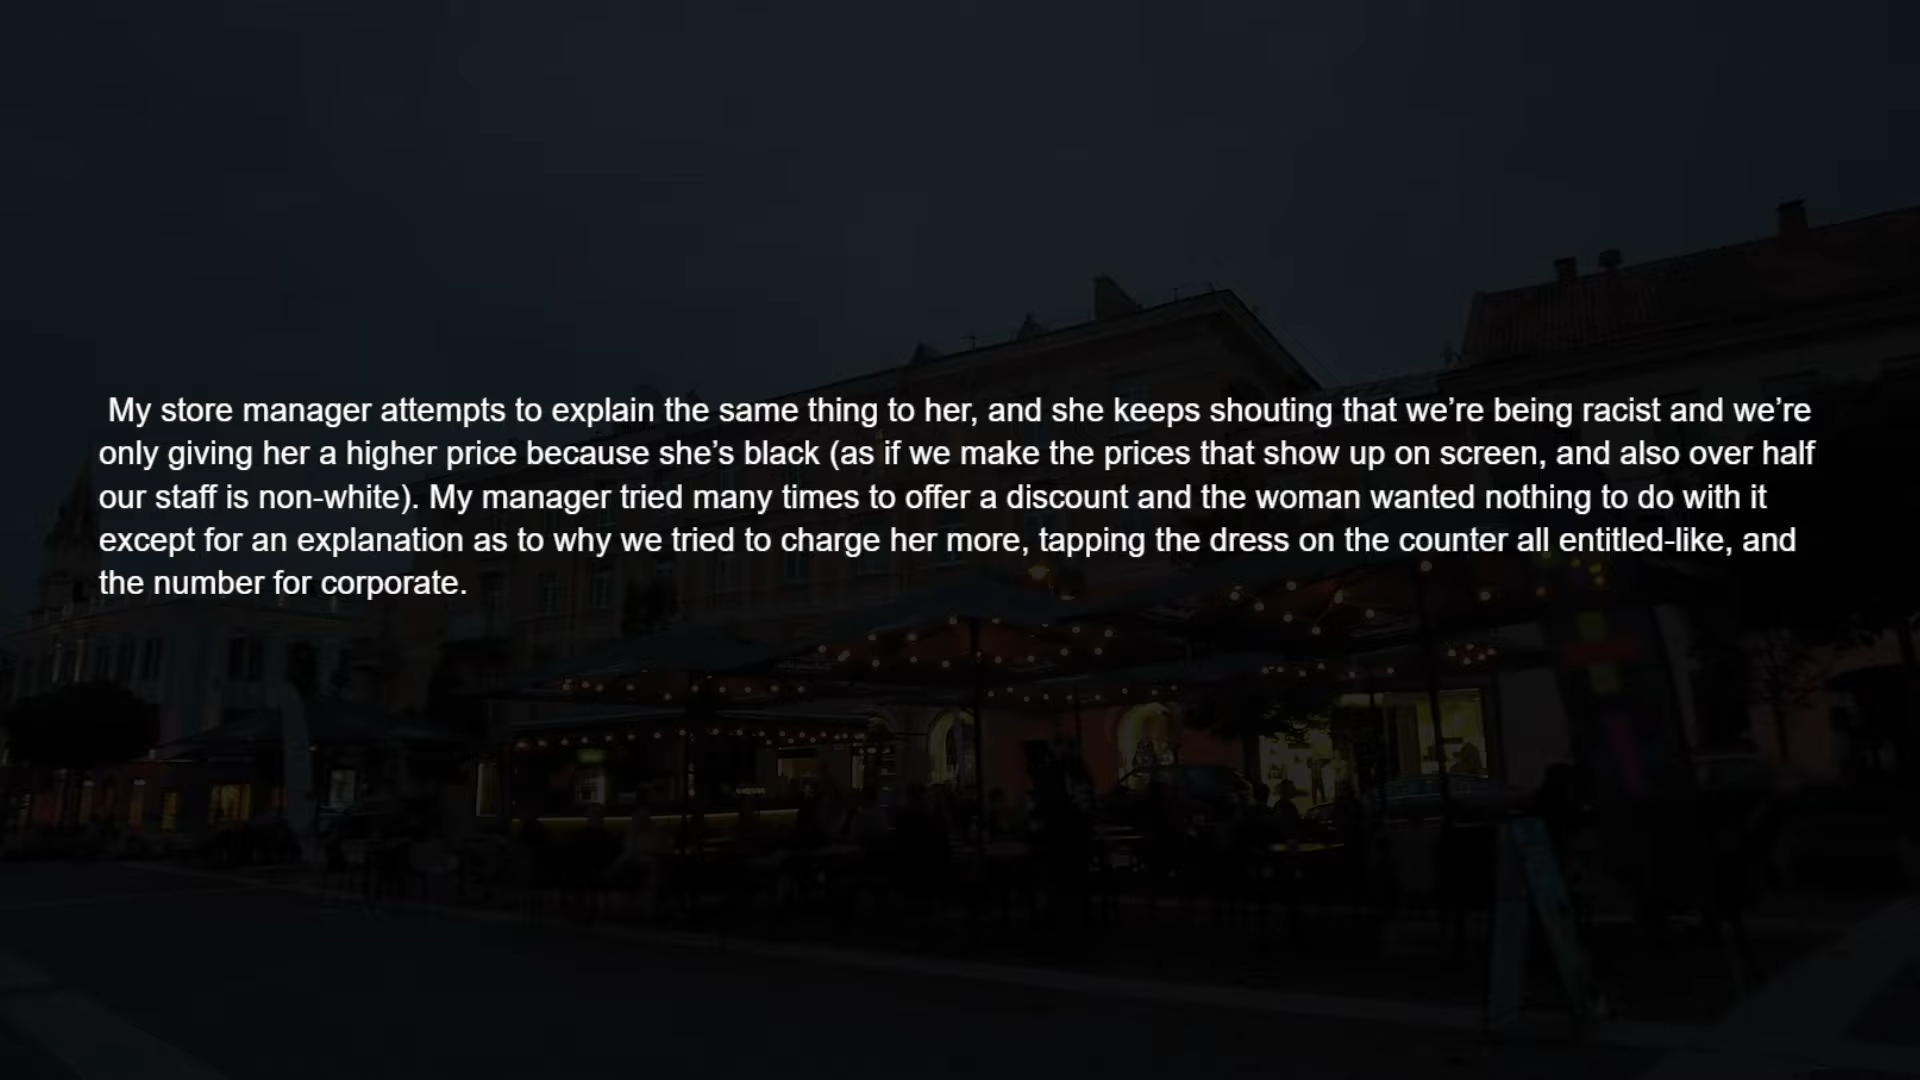 My store manager attempts to explain the same thing to her, and she keeps shouting that we’re being racist and we’re
only giving her a higher price because she’s black (as if we make the prices that show up on screen, and also over half
our staff is non-white). My manager tried many times to offer a discount and the woman wanted nothing to do with it
except for an explanation as to why we tried to charge her more, tapping the dress on the counter all entitled-like, and
the number for corporate.